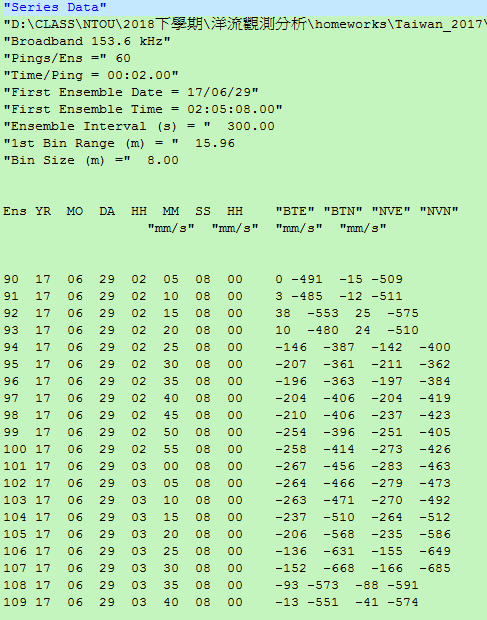 "Series Data"
"D:\CLASS\NTOU\2018下學期\洋流觀測分析\homeworks\Taiwan_2017\
"Broadband 153.6 kHz"
"Pings/Ens =" 60
"Time/Ping = 00:02.00"
"First Ensemble Date = 17/06/29"
"First Ensemble Time = 02:05:08.00"
"Ensemble Interval (s) = " 300.00
"1st Bin Range (m) = " 15.96
"Bin Size (m) =" 8.00
Ens YR MO DA HH MM SS HH "BTE" "BTN" "NVE" "NVN"
"mm/s" "mm/s" "mm/s" "mm/s"
90 17 06 29 02 05 08 00 0 -491 -15 -509
91 17 06 29 02 10 08 00 3 -485 -12 -511
92 17 06 29 02 15 08 00 38 -553 25 -575
93 17 06 29 02 20 08 00 10 -480 24 -510
94 17 06 29 02 25 08 00 -146 -387 -142 -400
95 17 06 29 02 30 08 00 -207 -361 -211 -362
96 17 06 29 02 35 08 00 -196 -363 -197 -384
97 17 06 29 02 40 08 00 -204 -406 -204 -419
98 17 06 29 02 45 08 00 -210 -406 -237 -423
99 17 06 29 02 50 08 00 -254 -396 -251 -405
100 17 06 29 02 55 08 00 -258 -414 -273 -426
101 17 06 29 03 00 08 00 -267 -456 -283 -463
102 17 06 29 03 05 08 00 -264 -466 -279 -473
103 17 06 29 03 10 08 00 -263 -471 -270 -492
104 17 06 29 03 15 08 00 -237 -510 -264 -512
105 17 06 29 03 20 08 00 -206 -568 -235 -586
106 17 06 29 03 25 08 00 -136 -631 -155 -649
107 17 06 29 03 30 08 00 -152 -668 -166 -685
108 17 06 29 03 35 08 00 -93 -573 -88 -591
109 17 06 29 03 40 08 00 -13 -551 -41 -574